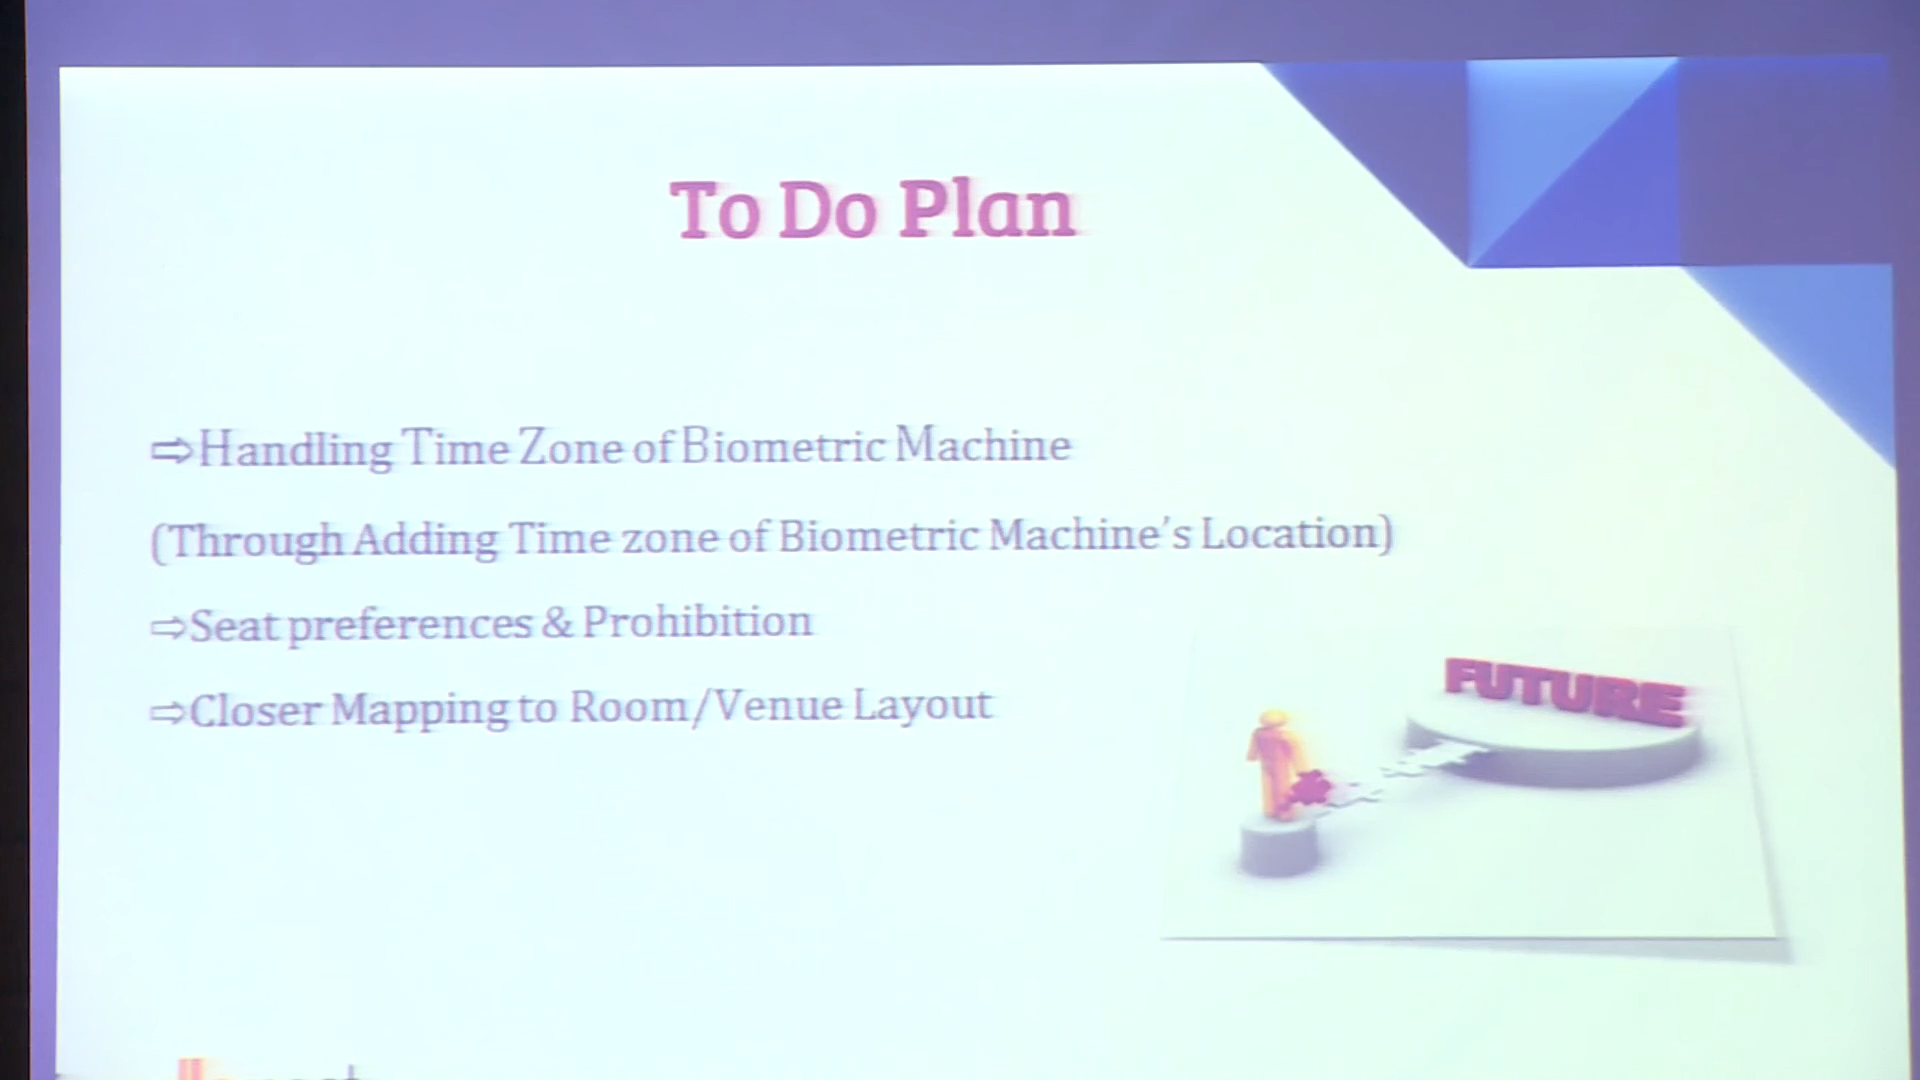 To Do Plan
⇨Handling Time Zone of Biometric Machine
(Through Adding Time zone of Biometric Machine's Location)
⇨Seat preferences & Prohibition
⇨Closer Mapping to Room/Venue Layout
FUTURE